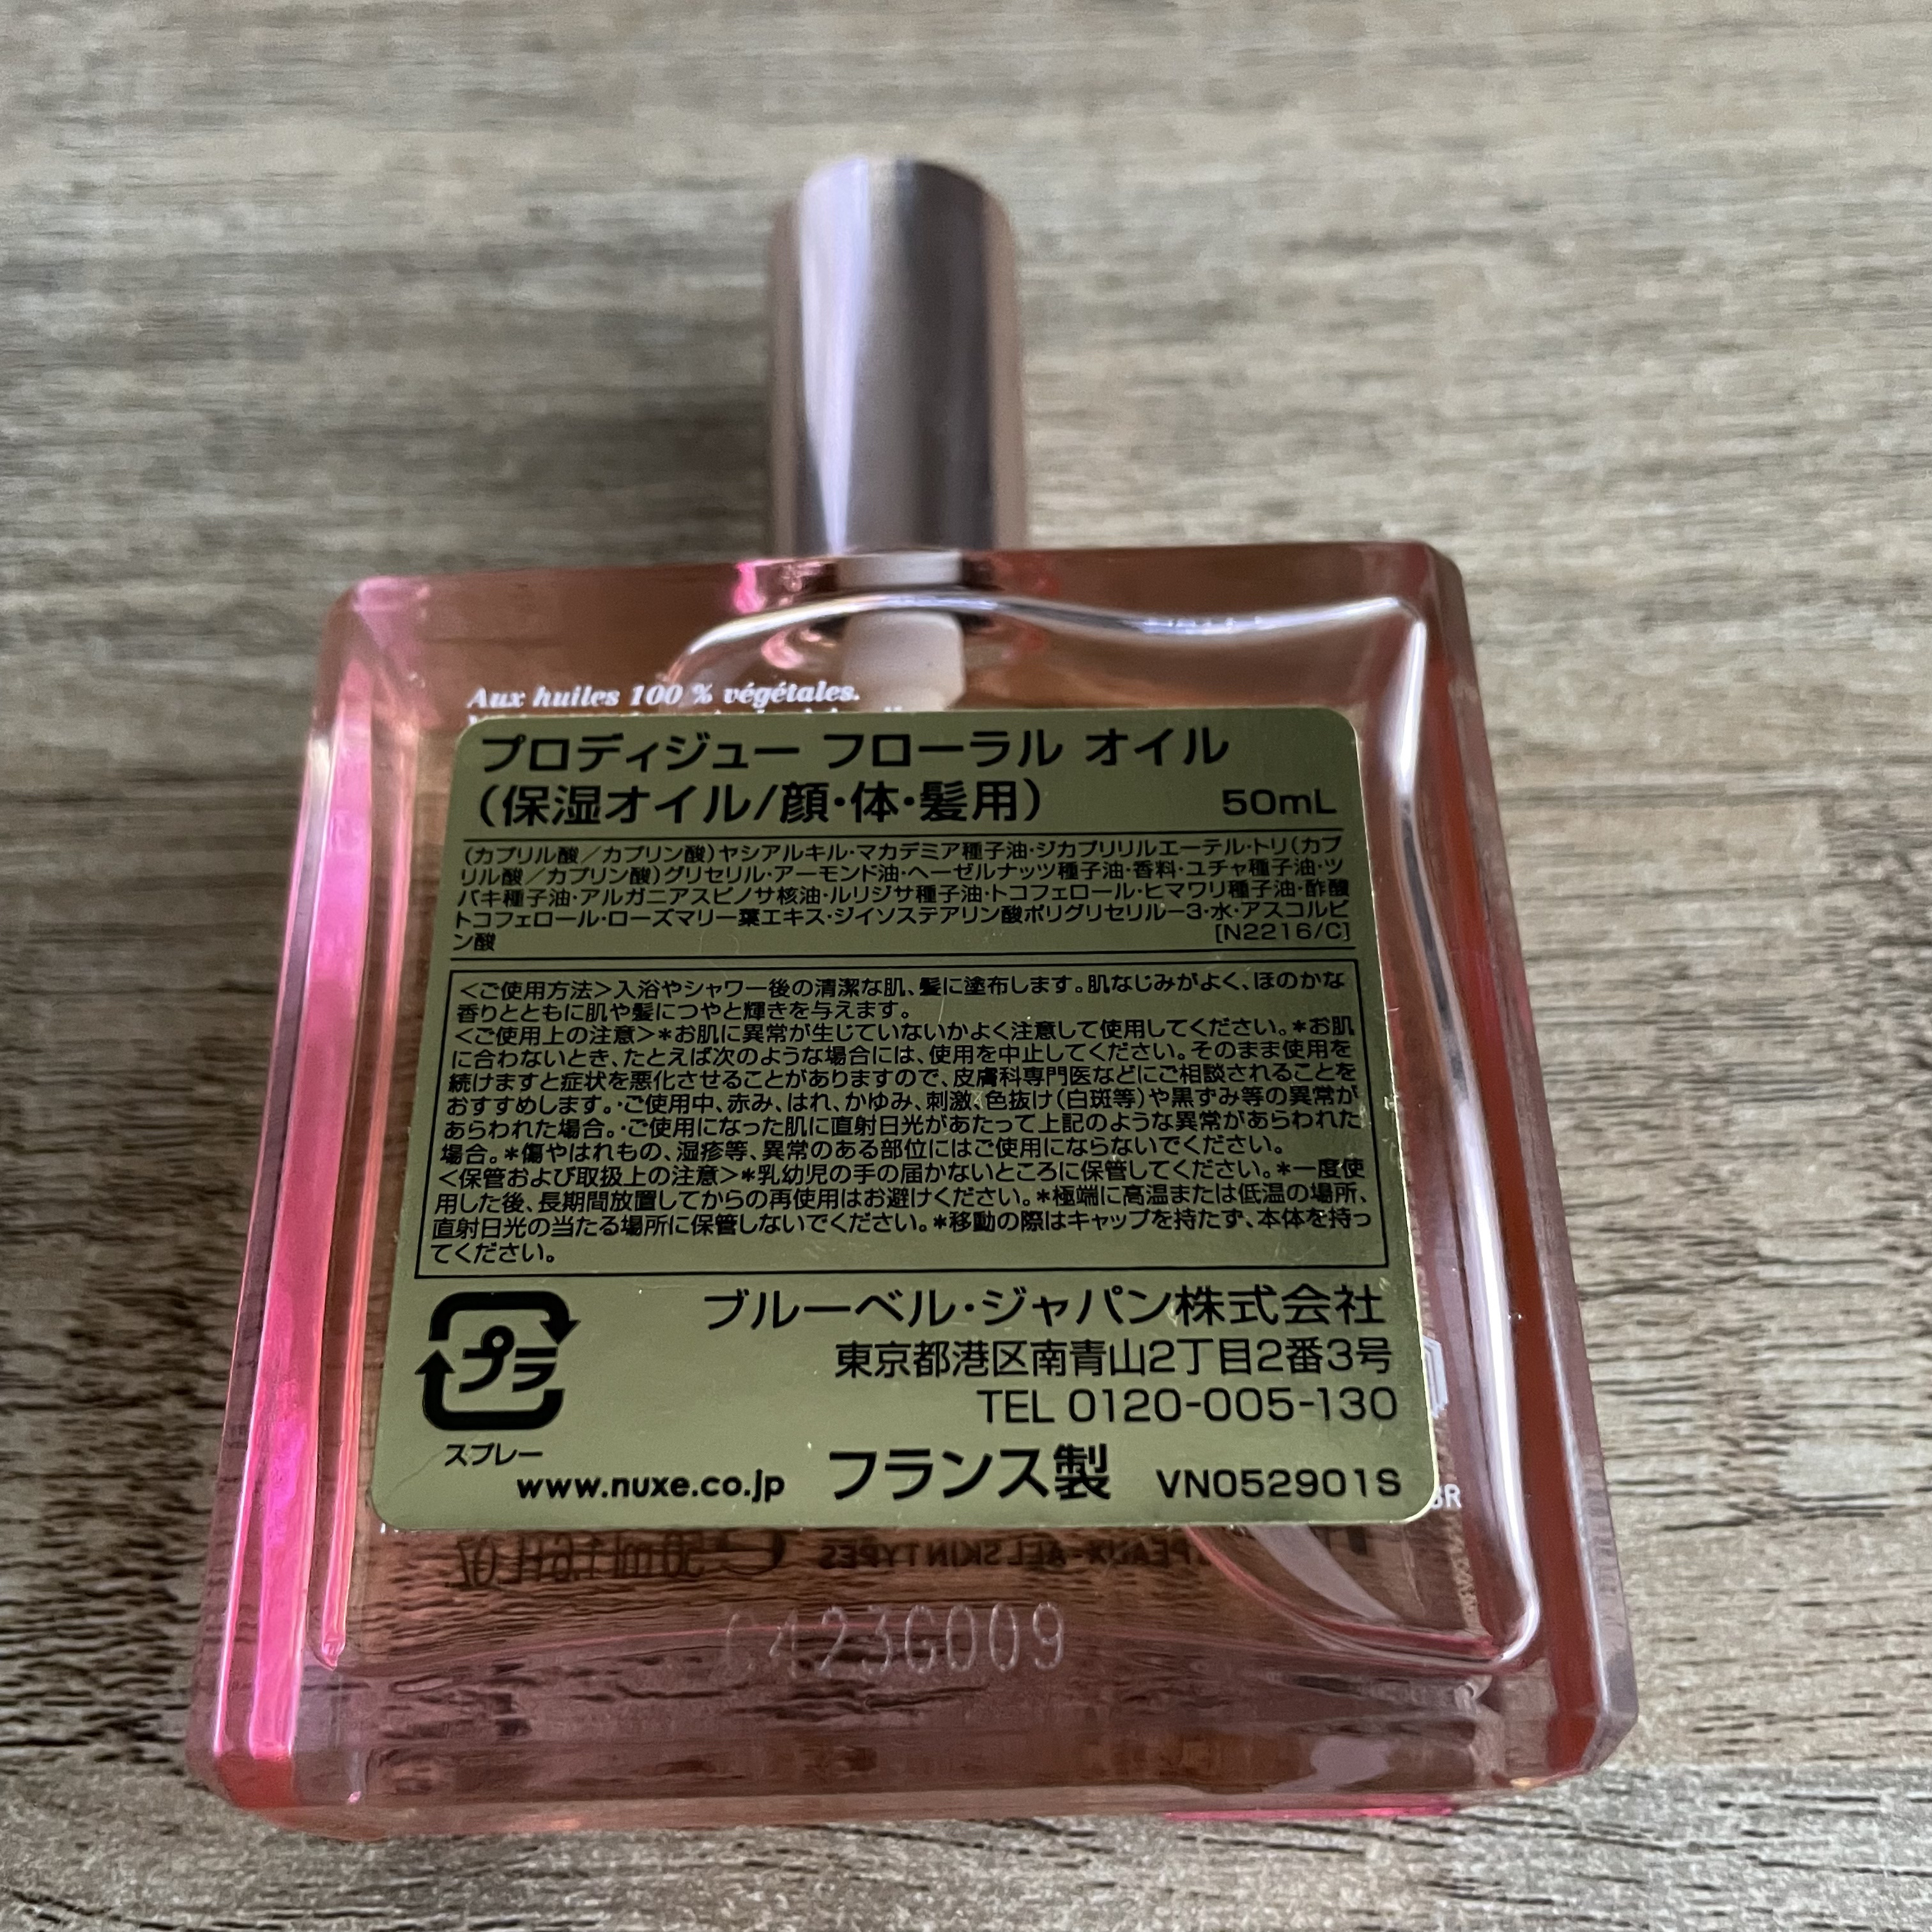 Aux huiles 100 % végétales.
プロディジュー フローラル オイル
（保湿オイル/顔・体・髪用） 50mL
（カプリル酸／カプリン酸）ヤシアルキル・マカデミア種子油・ジカプリリルエーテル・トリ（カプ
リル酸／カプリン酸）グリセリル・アーモンド油・ヘーゼルナッツ種子油・香料・ユチャ種子油・ツ
バキ種子油・アルガニアスピノサ核油・ルリジサ種子油・トコフェロール・ヒマワリ種子油・酢酸
トコフェロール・ローズマリー葉エキス・ジイソステアリン酸ポリグリセリルー3・水・アスコルビ
ン酸 [N2216/C]
＜ご使用方法＞入浴やシャワー後の清潔な肌、髪に塗布します。肌なじみがよく、ほのかな
香りとともに肌や髪につやと輝きを与えます。
＜ご使用上の注意＞＊お肌に異常が生じていないかよく注意して使用してください。＊お肌
に合わないとき、たとえば次のような場合には、使用を中止してください。そのまま使用を
続けますと症状を悪化させることがありますので、皮膚科専門医などにご相談されることを
おすすめします。・ご使用中、赤み、はれ、かゆみ、刺激、色抜け（白斑等）や黒ずみ等の異常が
あらわれた場合。・ご使用になった肌に直射日光があたって上記のような異常があらわれた
場合。＊傷やはれもの、湿疹等、異常のある部位にはご使用にならないでください。
＜保管および取扱上の注意＞＊乳幼児の手の届かないところに保管してください。＊一度使
用した後、長期間放置してからの再使用はお避けください。＊極端に高温または低温の場所、
直射日光の当たる場所に保管しないでください。＊移動の際はキャップを持たず、本体を持っ
てください。
プラ
スプレー
ブルーベル・ジャパン株式会社
東京都港区南青山2丁目2番3号
TEL 0120-005-130
www.nuxe.co.jp フランス製 VN052901S
PEAUX-ALL SKIN TYPES 50 ml 1.6 FL.OZ.
C423G009